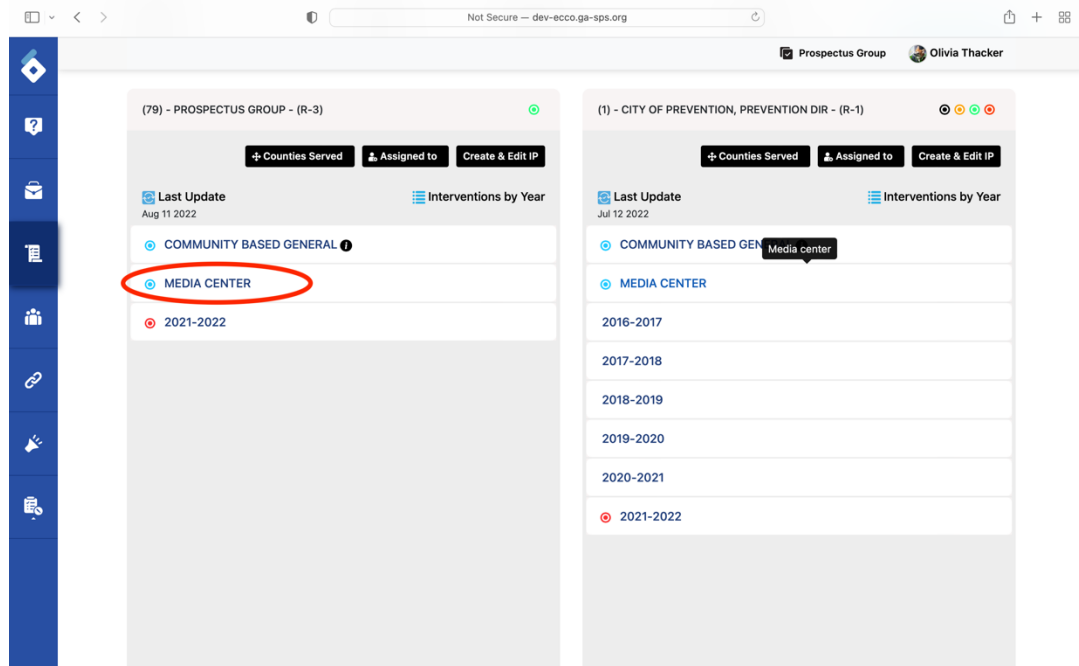 Not Secure — dev-ecco.ga-sps.org
Prospectus Group
Olivia Thacker
(79) - PROSPECTUS GROUP - (R-3)
Counties Served
Assigned to
Create & Edit IP
Last Update
Interventions by Year
Aug 11 2022
COMMUNITY BASED GENERAL
MEDIA CENTER
2021-2022
(1) - CITY OF PREVENTION, PREVENTION DIR - (R-1)
Counties Served
Assigned to
Create & Edit IP
Last Update
Interventions by Year
Jul 12 2022
COMMUNITY BASED
Media center
MEDIA CENTER
2016-2017
2017-2018
2018-2019
2019-2020
2020-2021
2021-2022